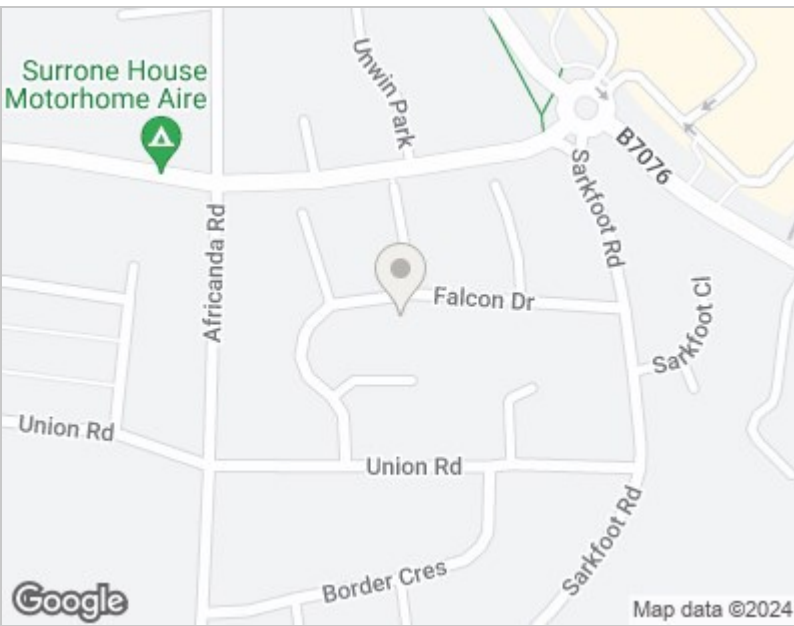 Surrone House
Motorhome Aire
Unwin Park
B7076
Sarkfoot Rd
Africanda Rd
Falcon Dr
Sarkfoot Cl
Union Rd
Union Rd
Sarkfoot Rd
Border Cres
Google
Map data ©2024